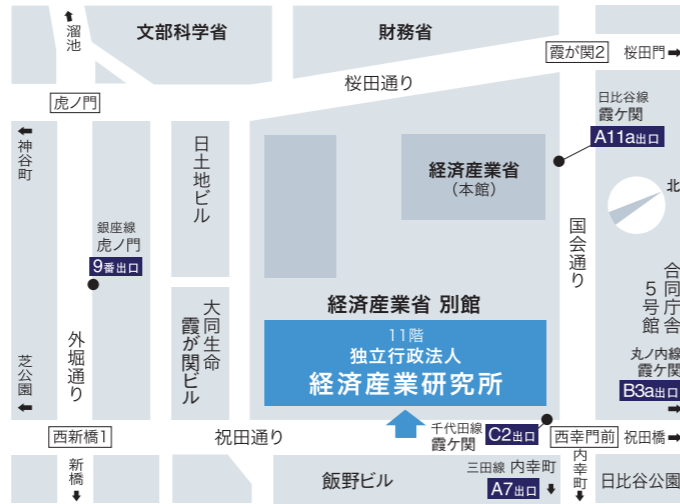 溜池
文部科学省
財務省
霞が関2
桜田門
桜田通り
虎ノ門
神谷町
日土地ビル
日比谷線
霞ケ関
A11a出口
経済産業省
(本館)
北
銀座線
虎ノ門
9番出口
国会通り
合同庁舎
5号館
経済産業省 別館
11階
独立行政法人
経済産業研究所
大同生命
霞が関ビル
外堀通り
芝公園
丸ノ内線
霞ケ関
B3a出口
千代田線
霞ケ関
C2出口
西新橋1
祝田通り
西幸門前
祝田橋
新橋
飯野ビル
三田線 内幸町
A7出口
内幸町
日比谷公園